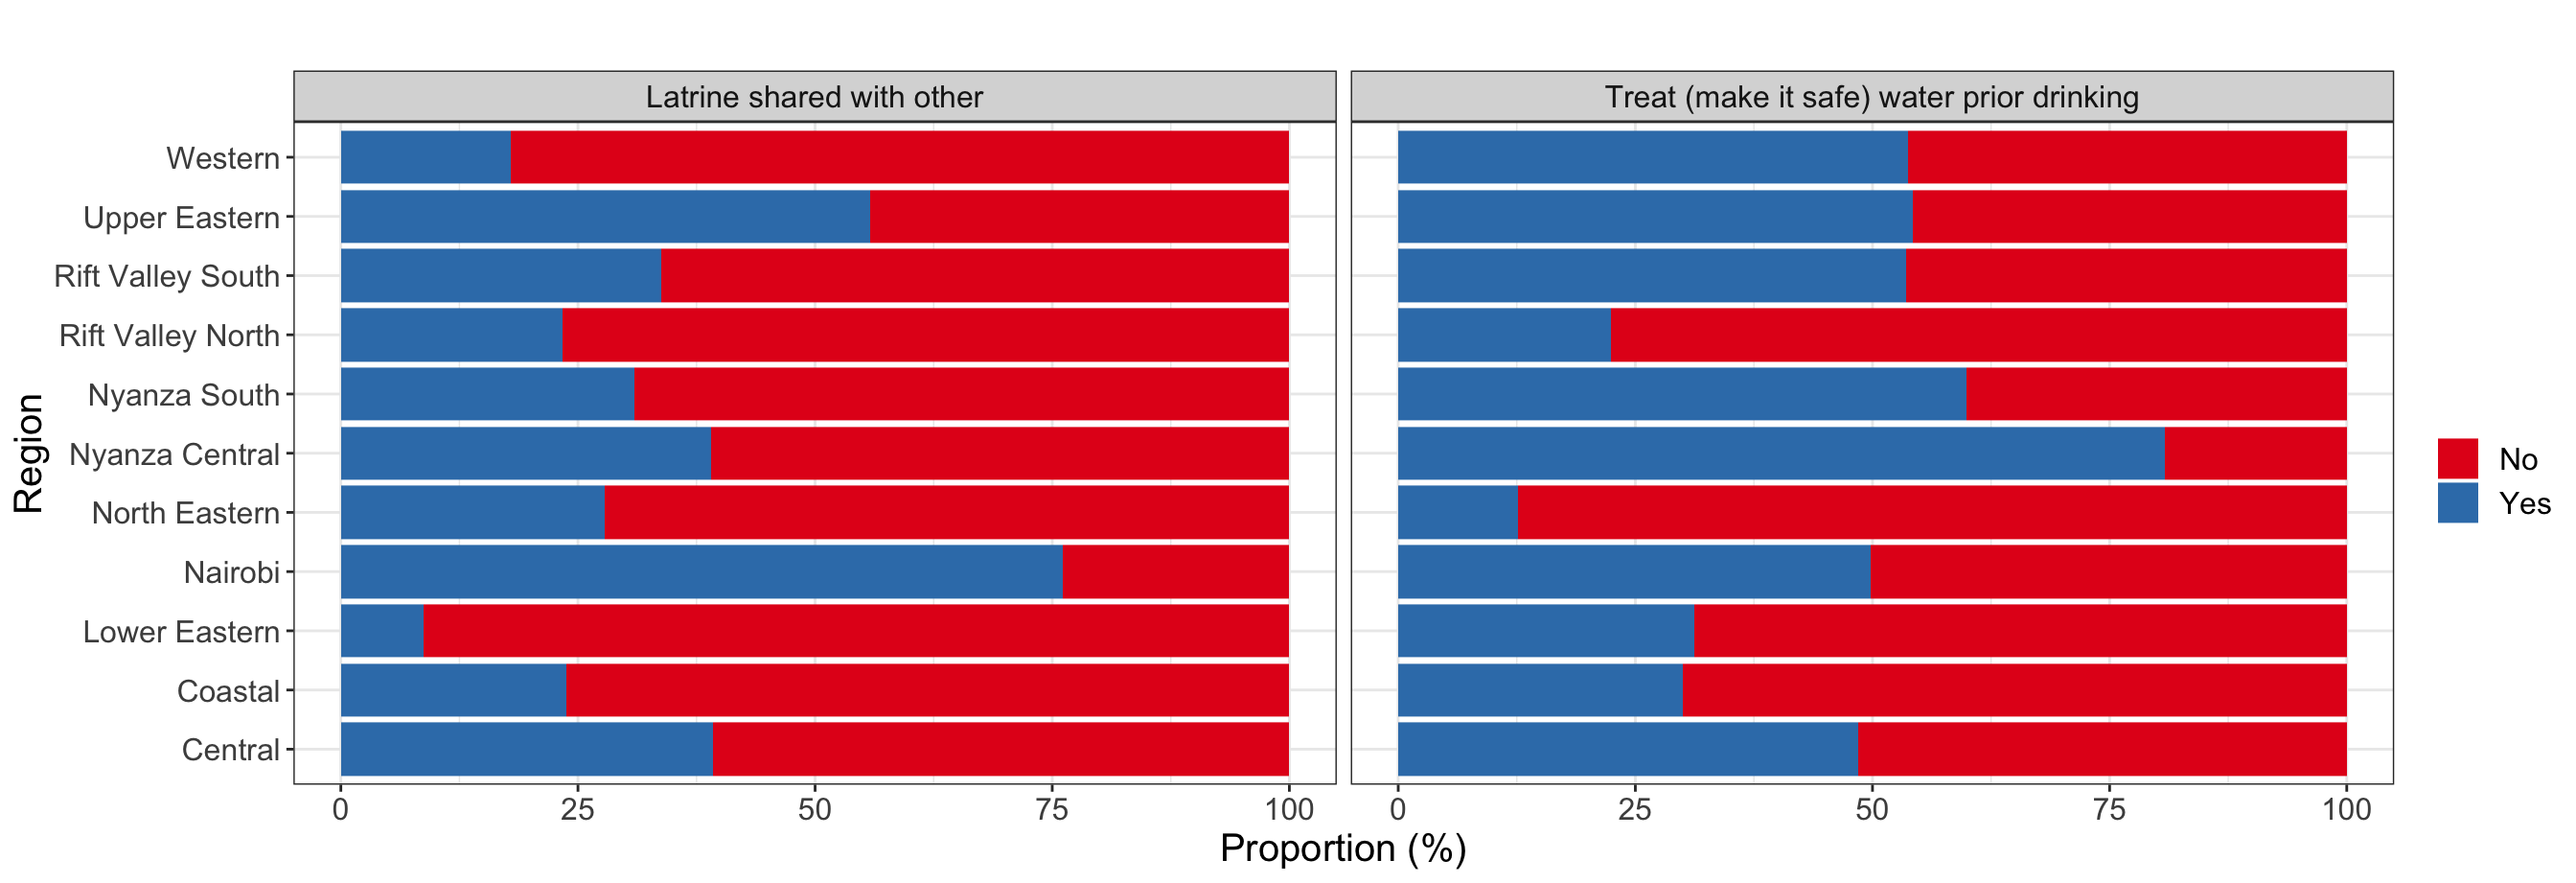 Latrine shared with other
Treat (make it safe) water prior drinking
Region
Western
Upper Eastern
Rift Valley South
Rift Valley North
Nyanza South
Nyanza Central
North Eastern
Nairobi
Lower Eastern
Coastal
Central
0 25 50 75 100
0 25 50 75 100
Proportion (%)
No
Yes